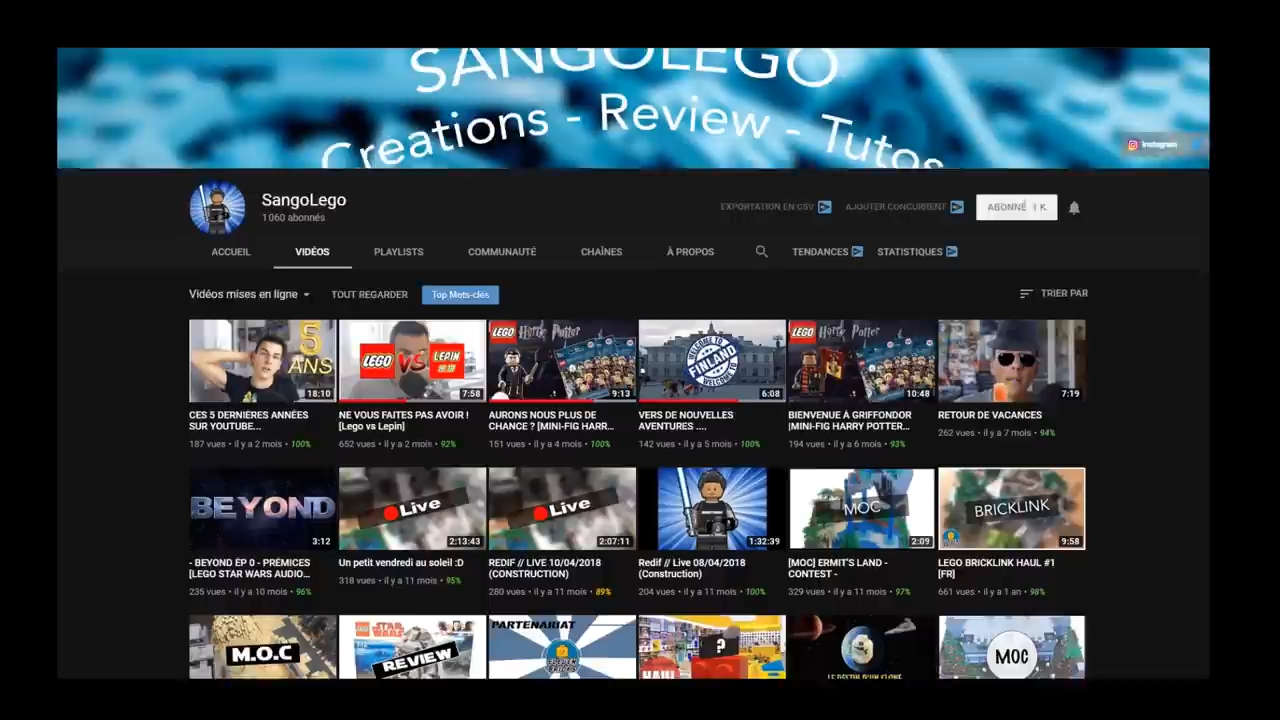 SANGOLEGO
Creations - Review - Tutos
Instagram
SangoLego
1 060 abonnés
EXPORTATION EN CSV
AJOUTER CONCURRENT
ABONNÉ 1 K
ACCUEIL VIDÉOS PLAYLISTS COMMUNAUTÉ CHAÎNES À PROPOS TENDANCES STATISTIQUES
Vidéos mises en ligne TOUT REGARDER Top Mots-clés TRIER PAR
5 ANS
18:10
LEGO VS LEPIN
7:58
LEGO Harry Potter
9:13
WELCOME TO FINLAND WELCOME TO
6:08
LEGO Harry Potter
10:48
7:19
CES 5 DERNIÈRES ANNÉES
SUR YOUTUBE...
187 vues • il y a 2 mois • 100%
NE VOUS FAITES PAS AVOIR !
[Lego vs Lepin]
652 vues • il y a 2 mois • 92%
AURONS NOUS PLUS DE
CHANCE ? [MINI-FIG HARR...
151 vues • il y a 4 mois • 100%
VERS DE NOUVELLES
AVENTURES ....
142 vues • il y a 5 mois • 100%
BIENVENUE À GRIFFONDOR
[MINI-FIG HARRY POTTER...
194 vues • il y a 6 mois • 93%
RETOUR DE VACANCES
262 vues • il y a 7 mois • 94%
BEYOND
3:12
Live
2:13:43
Live
2:07:11
1:32:39
MOC
2:09
BRICKLINK
9:58
- BEYOND ÉP 0 - PRÉMICES
[LEGO STAR WARS AUDIO...
235 vues • il y a 10 mois • 96%
Un petit vendredi au soleil :D
318 vues • il y a 11 mois • 95%
REDIF // LIVE 10/04/2018
(CONSTRUCTION)
280 vues • il y a 11 mois • 89%
Redif // Live 08/04/2018
(Construction)
204 vues • il y a 11 mois • 100%
[MOC] ERMIT'S LAND -
CONTEST -
329 vues • il y a 11 mois • 97%
LEGO BRICKLINK HAUL #1
[FR]
661 vues • il y a 1 an • 98%
M.O.C
LEGO STAR WARS
REVIEW
PARTENARIAT
?
HAUL
LE DESTIN D'UN CLONE
MOC